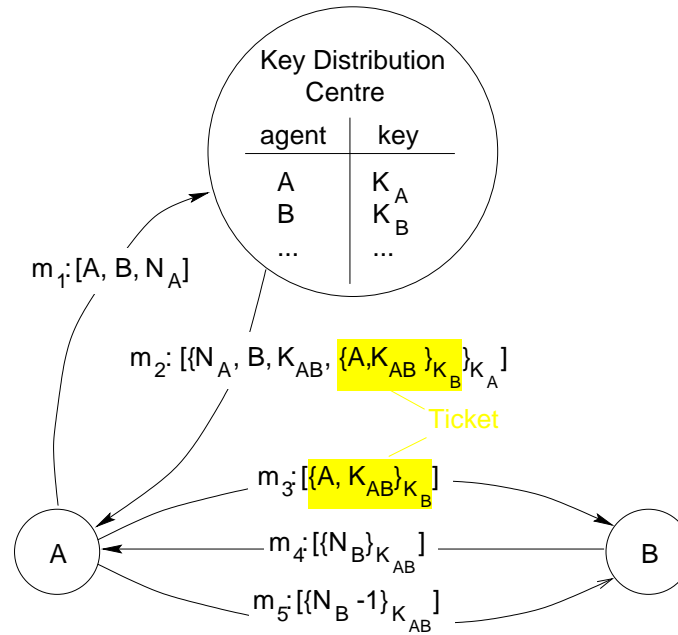 Key Distribution
Centre
agent key
A K_A
B K_B
... ...
m_1: [A, B, N_A]
m_2: [{N_A, B, K_AB, {A,K_AB }_K_B}_K_A]
Ticket
m_3: [{A, K_AB}_K_B]
A
m_4: [{N_B}_K_AB]
B
m_5: [{N_B -1}_K_AB]